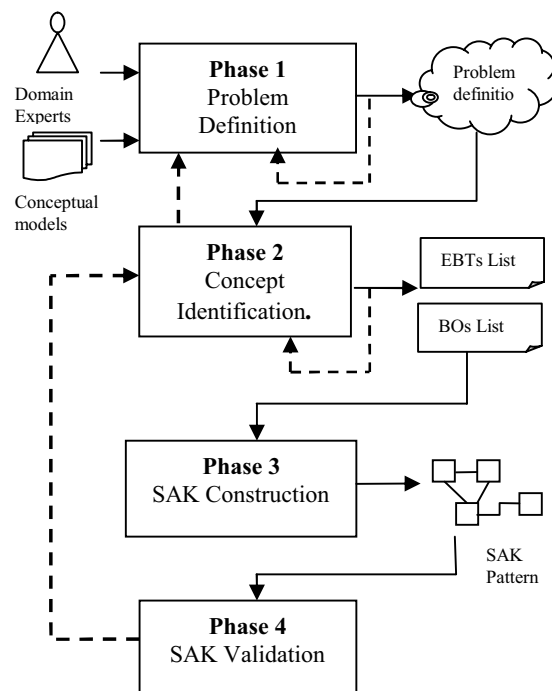 Phase 1
Problem
Definition
Domain
Experts
Conceptual
models
Problem
definitio
Phase 2
Concept
Identification.
EBTs List
BOs List
Phase 3
SAK Construction
SAK
Pattern
Phase 4
SAK Validation